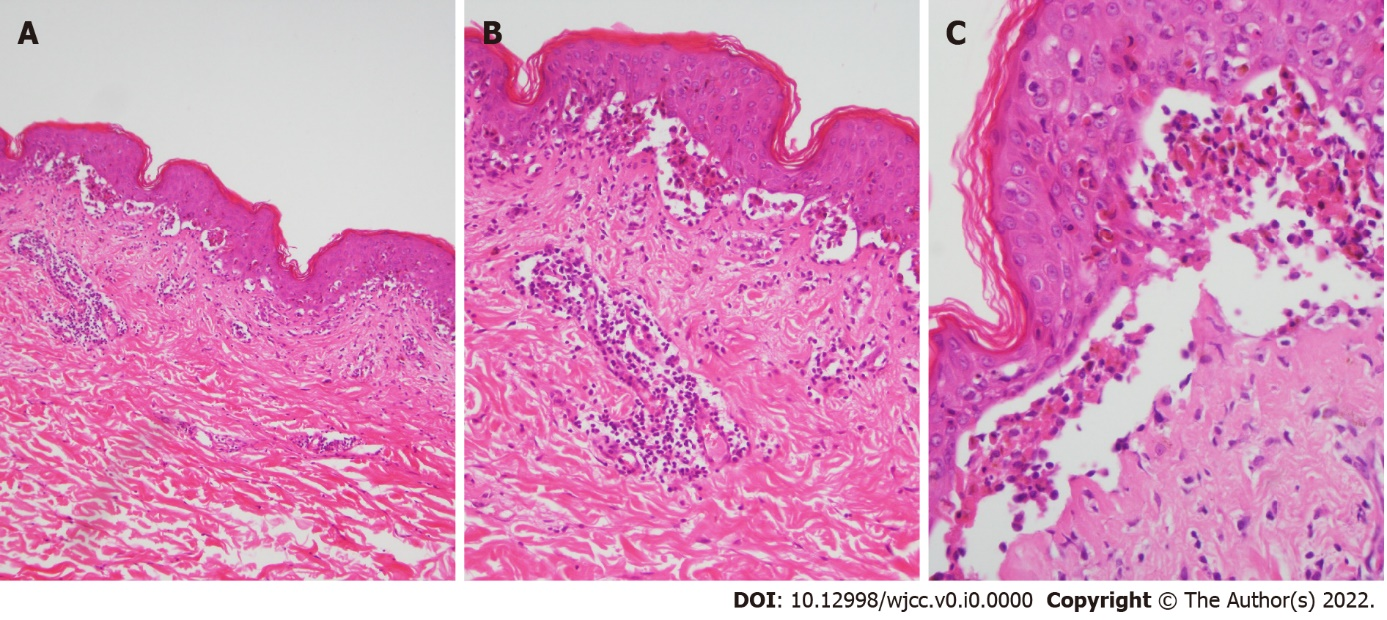 A
B
C
DOI: 10.12998/wjcc.v0.i0.0000 Copyright © The Author(s) 2022.